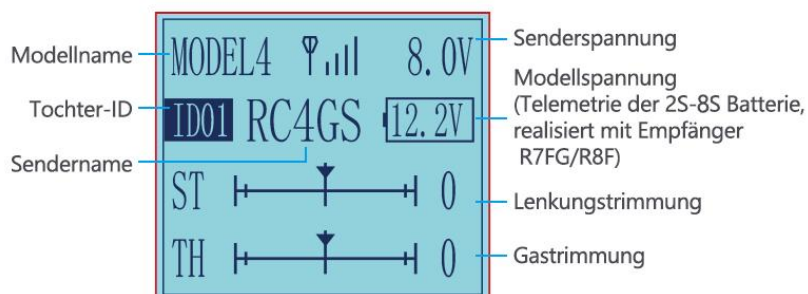 Modellname
Tochter-ID
Sendername
MODEL4 8.0V
ID01 RC4GS 12.2V
ST 0
TH 0
Senderspannung
Modellspannung
(Telemetrie der 2S-8S Batterie,
realisiert mit Empfänger
R7FG/R8F)
Lenkungstrimmung
Gastrimmung